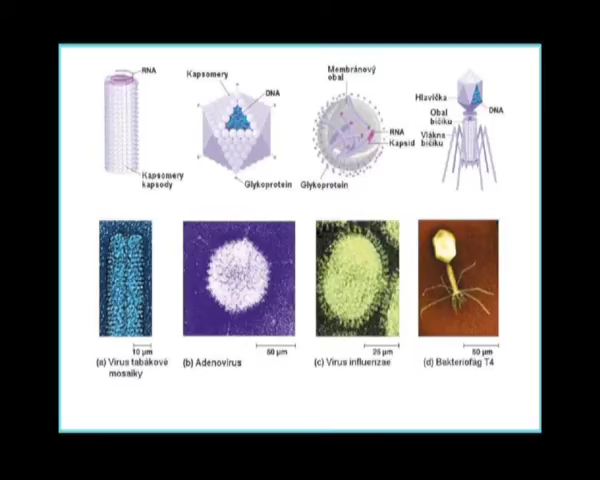 RNA
Kapsomery
kapsody
Kapsomery
DNA
Glykoprotein
Membránový
obal
RNA
Kapsid
Glykoprotein
Hlavička
DNA
Obal
bičíku
Vlákna
bičíku
10 µm
(a) Virus tabákové
mosaiky
50 µm
(b) Adenovirus
25 µm
(c) Virus influenzae
50 µm
(d) Bakteriofág T4